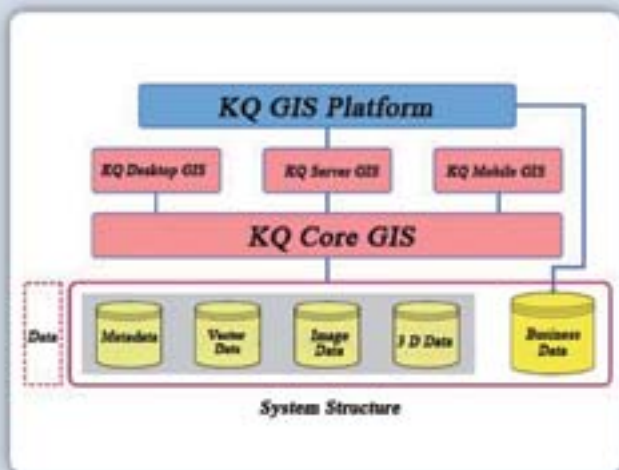 KQ GIS Platform
KQ Desktop GIS
KQ Server GIS
KQ Mobile GIS
KQ Core GIS
Data
Metadata
Vector
Data
Image
Data
3 D Data
Business
Data
System Structure